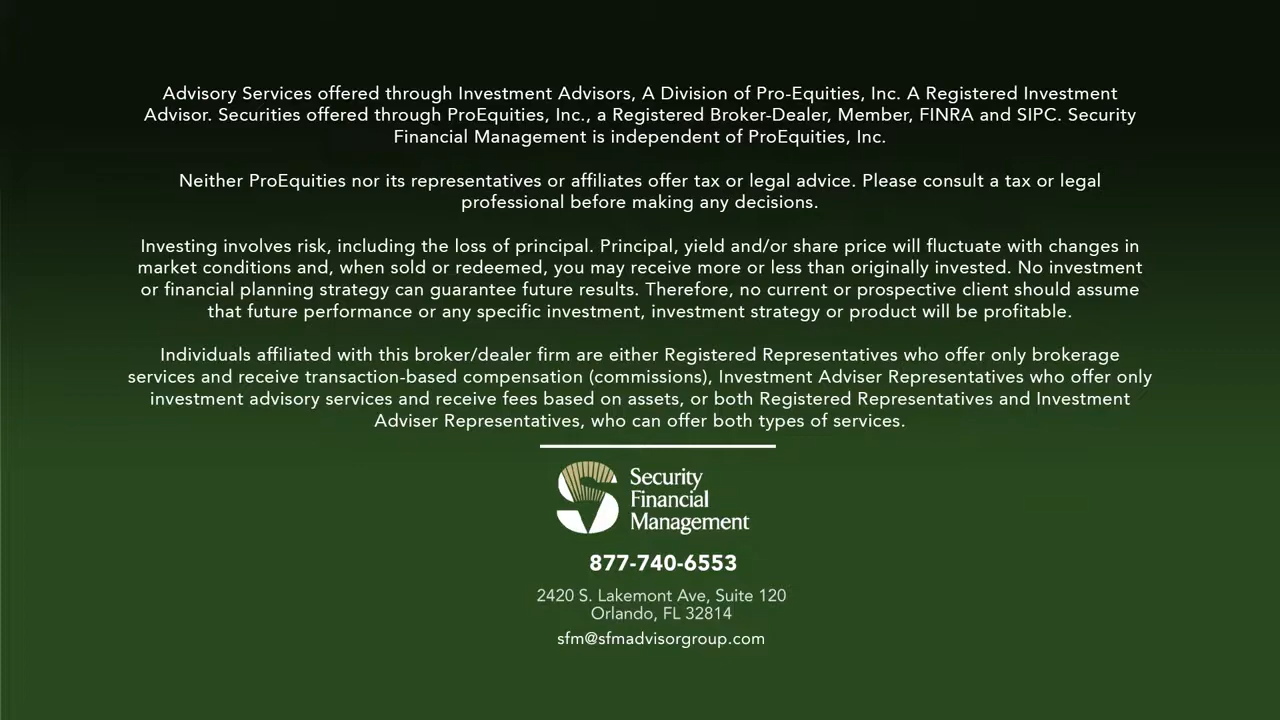 Advisory Services offered through Investment Advisors, A Division of Pro-Equities, Inc. A Registered Investment
Advisor. Securities offered through ProEquities, Inc., a Registered Broker-Dealer, Member, FINRA and SIPC. Security
Financial Management is independent of ProEquities, Inc.
Neither ProEquities nor its representatives or affiliates offer tax or legal advice. Please consult a tax or legal
professional before making any decisions.
Investing involves risk, including the loss of principal. Principal, yield and/or share price will fluctuate with changes in
market conditions and, when sold or redeemed, you may receive more or less than originally invested. No investment
or financial planning strategy can guarantee future results. Therefore, no current or prospective client should assume
that future performance or any specific investment, investment strategy or product will be profitable.
Individuals affiliated with this broker/dealer firm are either Registered Representatives who offer only brokerage
services and receive transaction-based compensation (commissions), Investment Adviser Representatives who offer only
investment advisory services and receive fees based on assets, or both Registered Representatives and Investment
Adviser Representatives, who can offer both types of services.
Security
Financial
Management
877-740-6553
2420 S. Lakemont Ave, Suite 120
Orlando, FL 32814
sfm@sfmadvisorgroup.com